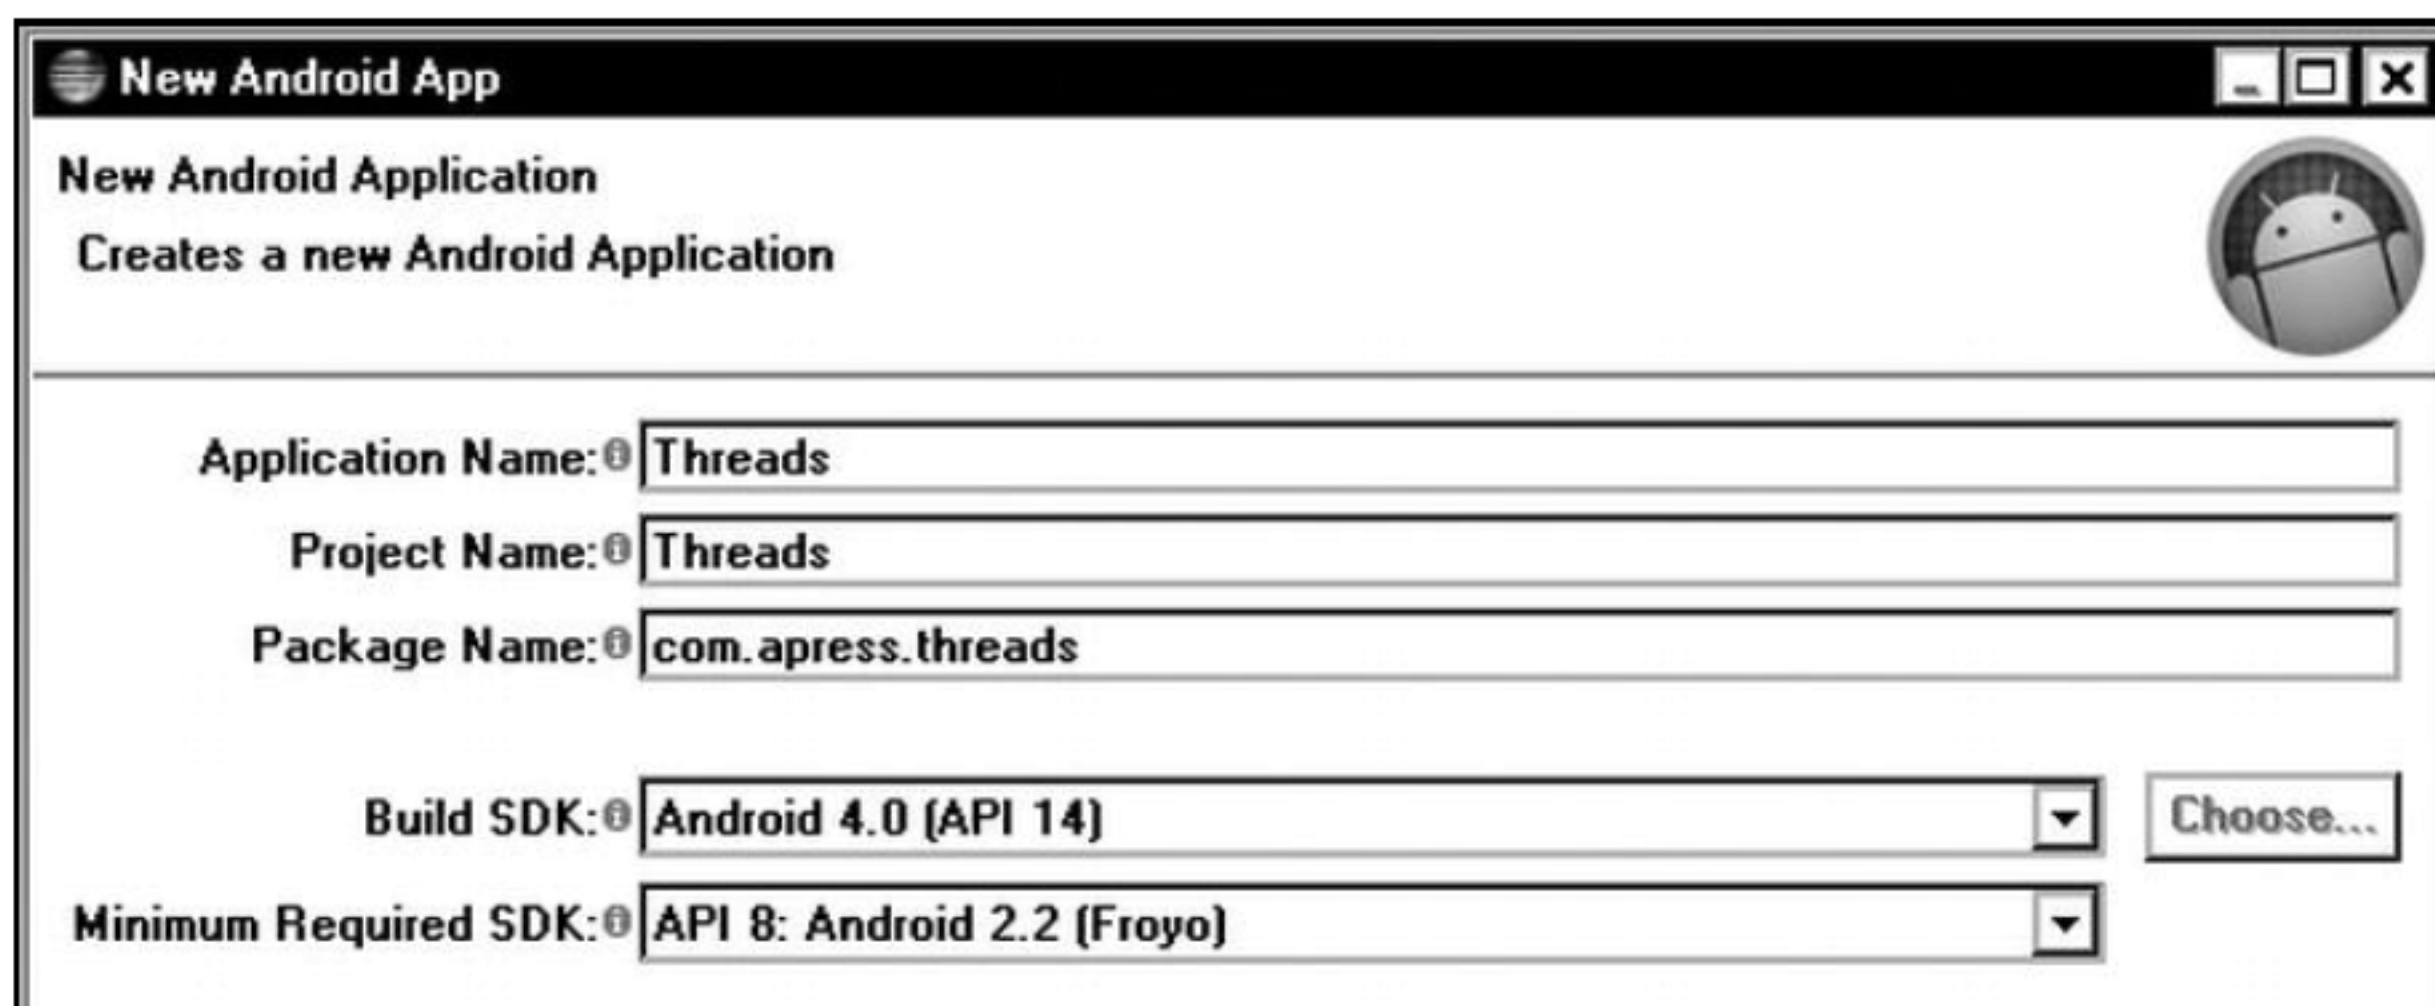 New Android App
New Android Application
Creates a new Android Application
Application Name: Threads
Project Name: Threads
Package Name: com.apress.threads
Build SDK: Android 4.0 (API 14) Choose...
Minimum Required SDK: API 8: Android 2.2 (Froyo)